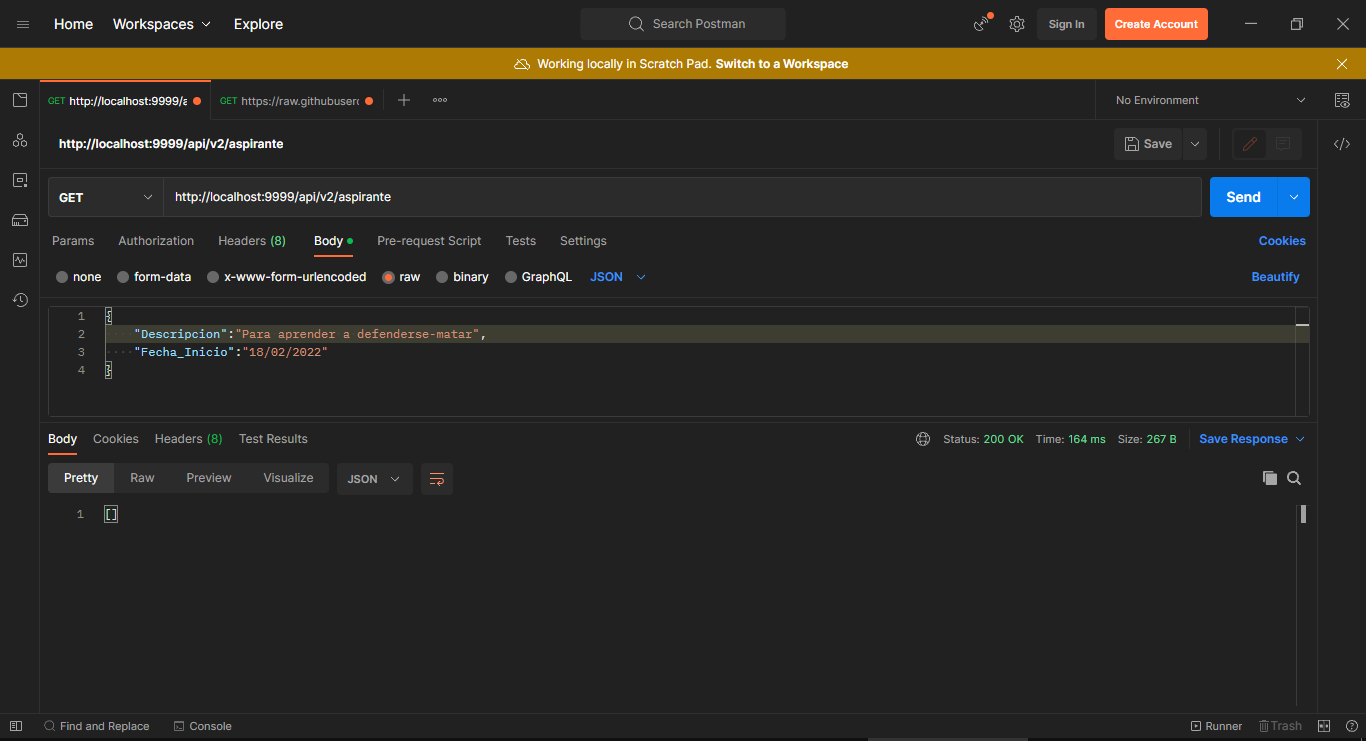 Home Workspaces Explore Search Postman Sign In Create Account
Working locally in Scratch Pad. Switch to a Workspace
GET http://localhost:9999/a GET https://raw.githubuserc No Environment
http://localhost:9999/api/v2/aspirante Save
GET http://localhost:9999/api/v2/aspirante Send
Params Authorization Headers (8) Body Pre-request Script Tests Settings Cookies
none form-data x-www-form-urlencoded raw binary GraphQL JSON Beautify
1 {
2 "Descripcion":"Para aprender a defenderse-matar",
3 "Fecha_Inicio":"18/02/2022"
4 }
Body Cookies Headers (8) Test Results Status: 200 OK Time: 164 ms Size: 267 B Save Response
Pretty Raw Preview Visualize JSON
1 []
Find and Replace Console Runner Trash